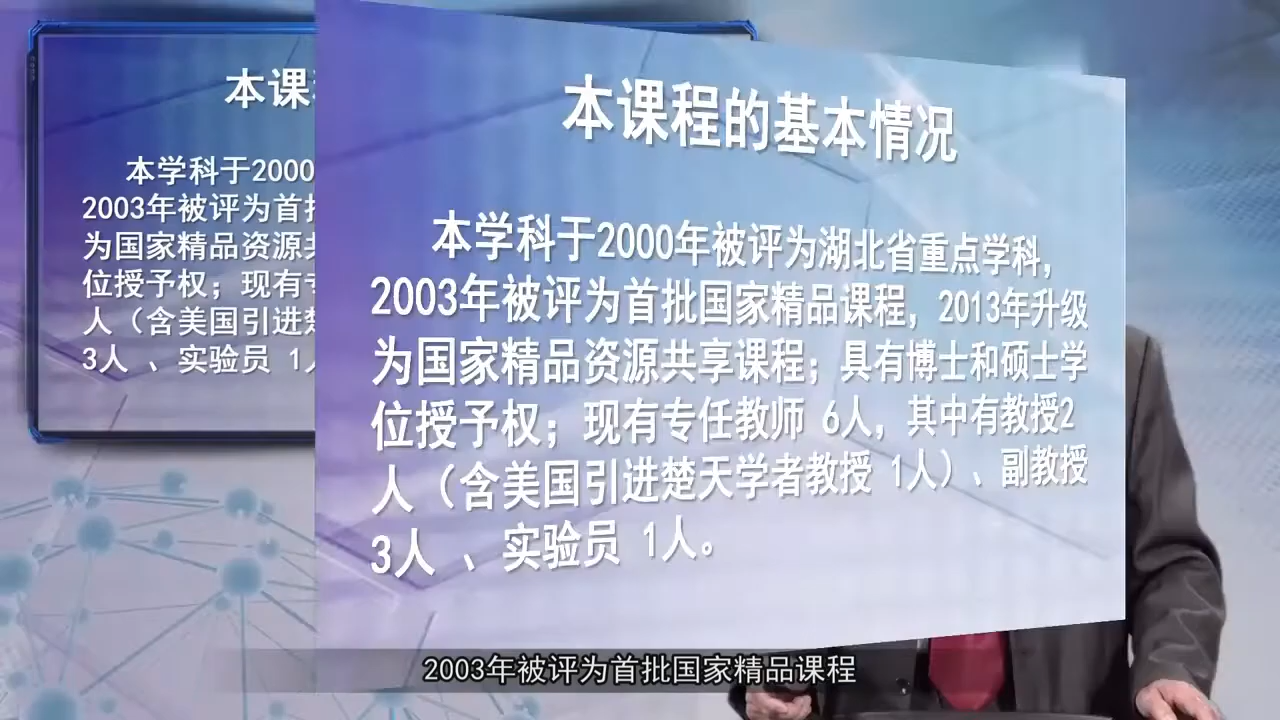 本课程的基本情况
本学科于2000年被评为湖北省重点学科，
2003年被评为首批国家精品课程，2013年升级
为国家精品资源共享课程；具有博士和硕士学
位授予权；现有专任教师 6人，其中有教授2
人（含美国引进楚天学者教授 1人）、副教授
3人 、实验员 1人。
本课
本学科于2000
2003年被评为首
为国家精品资源
位授予权；现有
人（含美国引进
3人 、实验员 1
2003年被评为首批国家精品课程